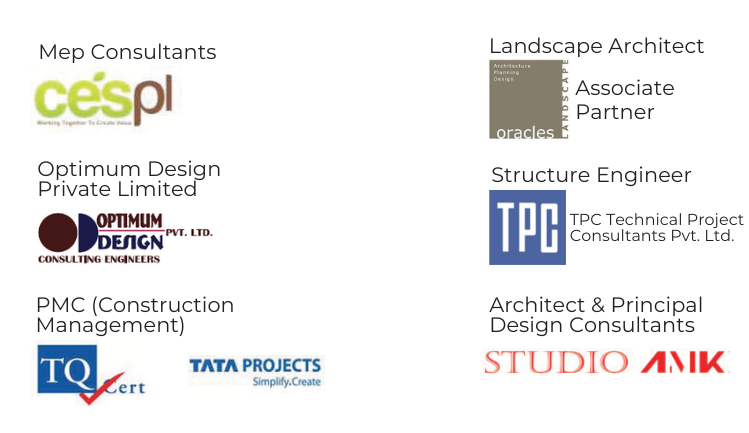 Mep Consultants
céspl
Working Together To Create Value
Optimum Design
Private Limited
OD OPTIMUM
DESIGN PVT. LTD.
CONSULTING ENGINEERS
PMC (Construction
Management)
TQ Cert
TATA PROJECTS
Simplify.Create
Landscape Architect
Architecture
Planning
Design
LANDSCAPE
oracles
Associate
Partner
Structure Engineer
TPC
TPC Technical Project
Consultants Pvt. Ltd.
Architect & Principal
Design Consultants
STUDIO AMK